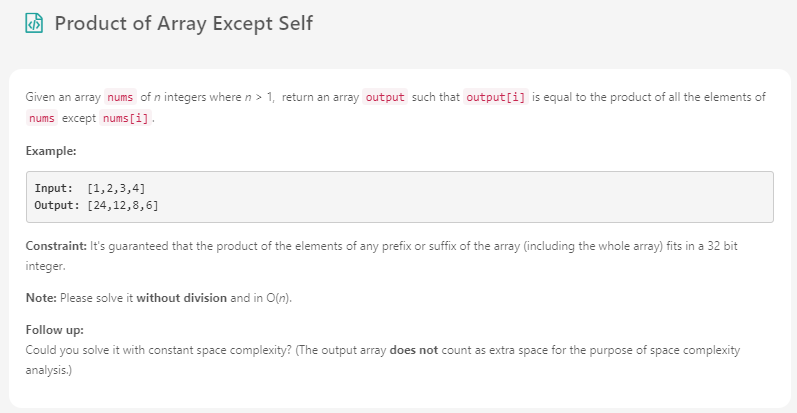 Product of Array Except Self
Given an array nums of n integers where n > 1,  return an array output such that output[i] is equal to the product of all the elements of
nums except nums[i].
Example:
Input:  [1,2,3,4]
Output: [24,12,8,6]
Constraint: It's guaranteed that the product of the elements of any prefix or suffix of the array (including the whole array) fits in a 32 bit
integer.
Note: Please solve it without division and in O(n).
Follow up:
Could you solve it with constant space complexity? (The output array does not count as extra space for the purpose of space complexity
analysis.)